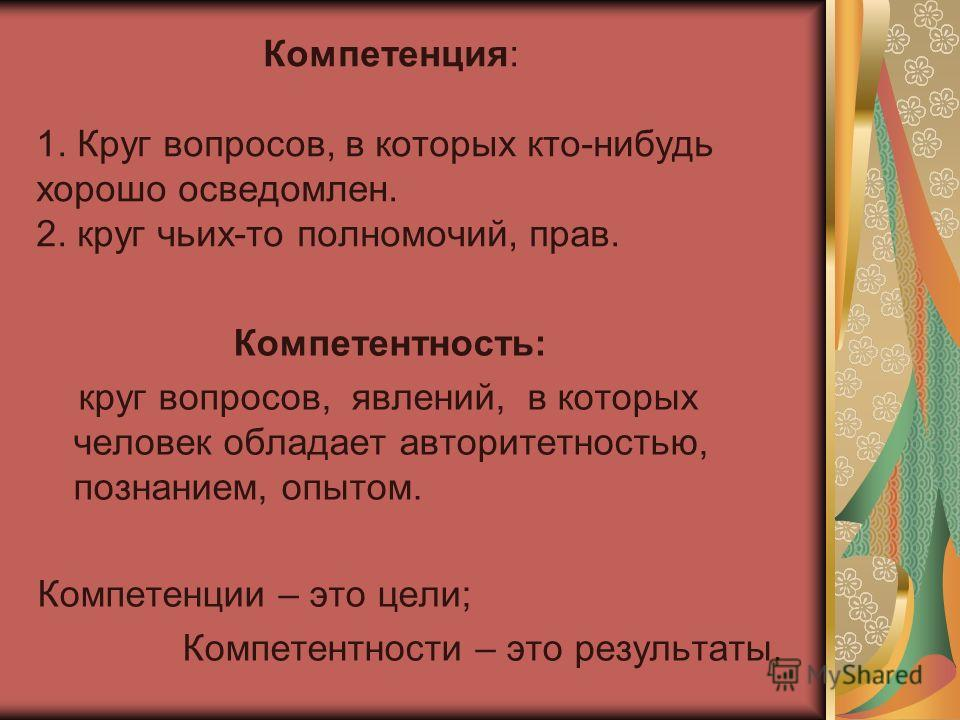 Компетенция:
1. Круг вопросов, в которых кто-нибудь
хорошо осведомлен.
2. круг чьих-то полномочий, прав.
Компетентность:
круг вопросов, явлений, в которых
человек обладает авторитетностью,
познанием, опытом.
Компетенции – это цели;
Компетентности – это результаты.
MyShared